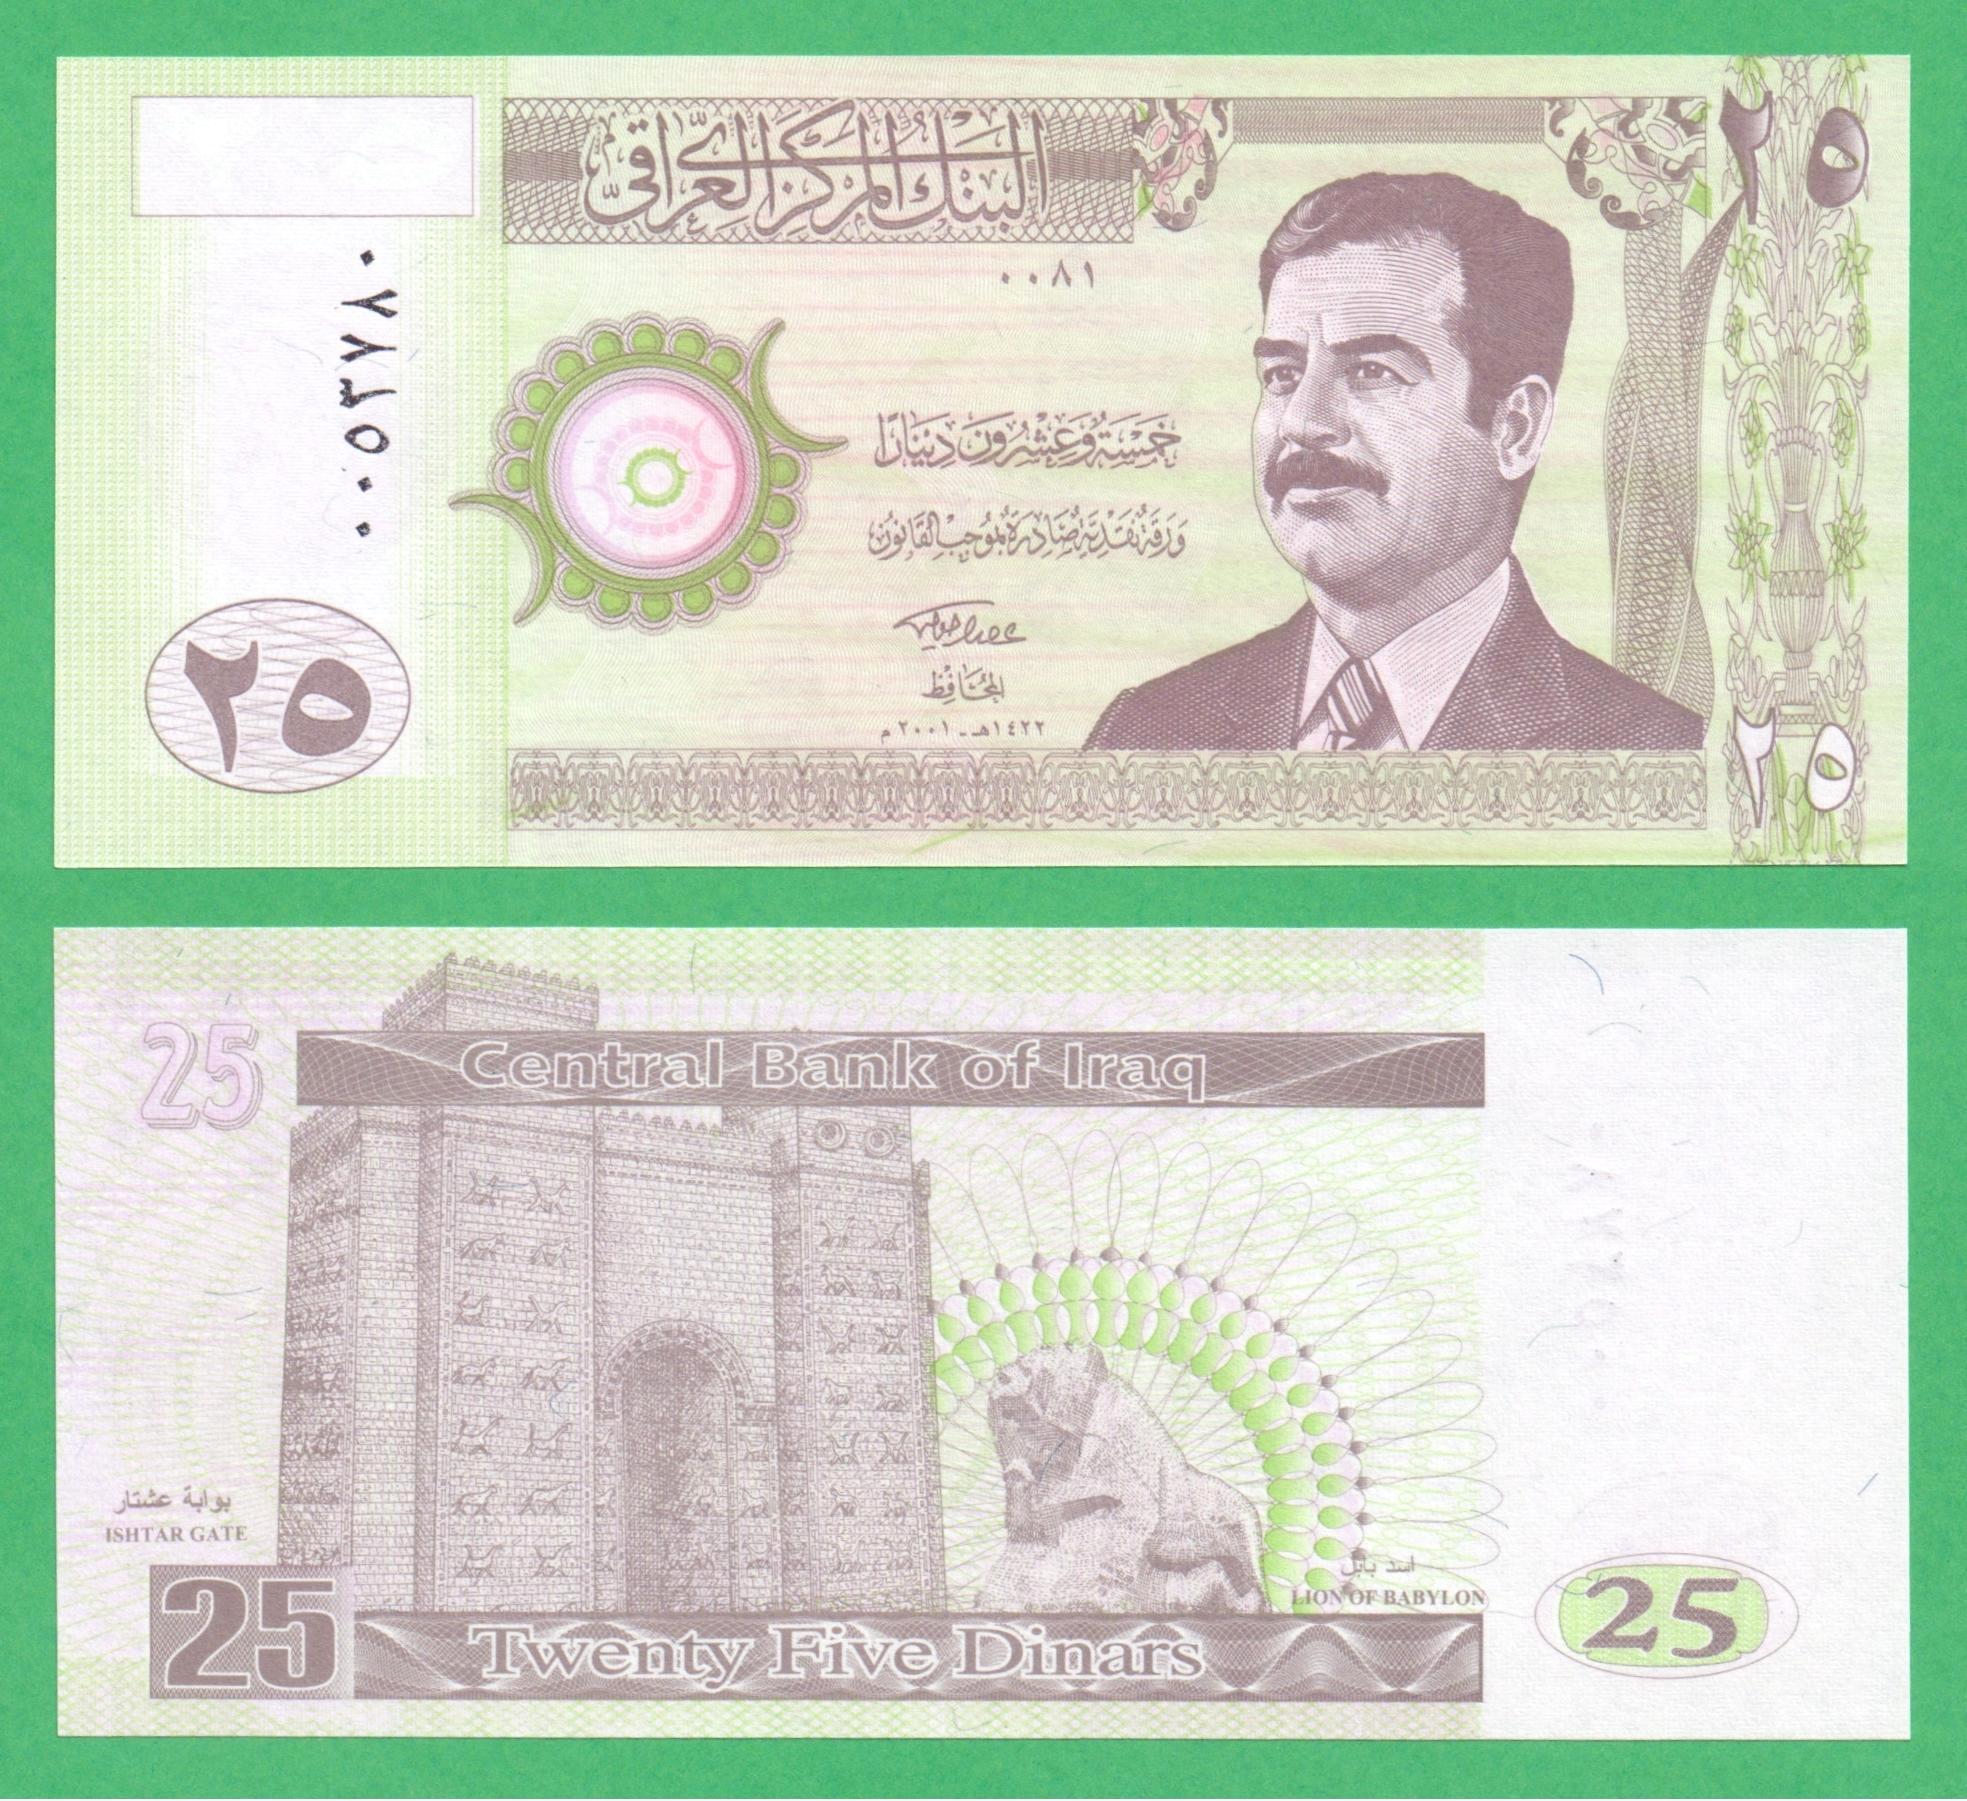 البنك المركزي العراقي
٢٥
٠٠٨١
٠٠٥٣٧٨٠
خمسة وعشرون دينارًا
ورقة نقدية صادرة بموجب القانون
المحافظ
١٤٢٢هـ - ٢٠٠١م
٢٥
٢٥
25
Central Bank of Iraq
بوابة عشتار
ISHTAR GATE
اسد بابل
LION OF BABYLON
25
Twenty Five Dinars
25